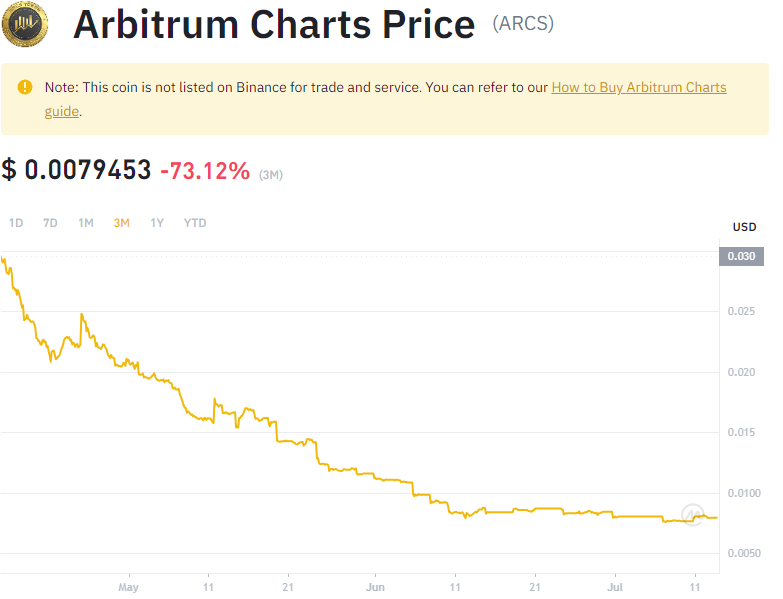 Arbitrum Charts Price (ARCS)
Note: This coin is not listed on Binance for trade and service. You can refer to our How to Buy Arbitrum Charts
guide.
$ 0.0079453 -73.12% (3M)
1D 7D 1M 3M 1Y YTD
USD
0.030
0.025
0.020
0.015
0.0100
0.0050
May 11 21 Jun 11 21 Jul 11